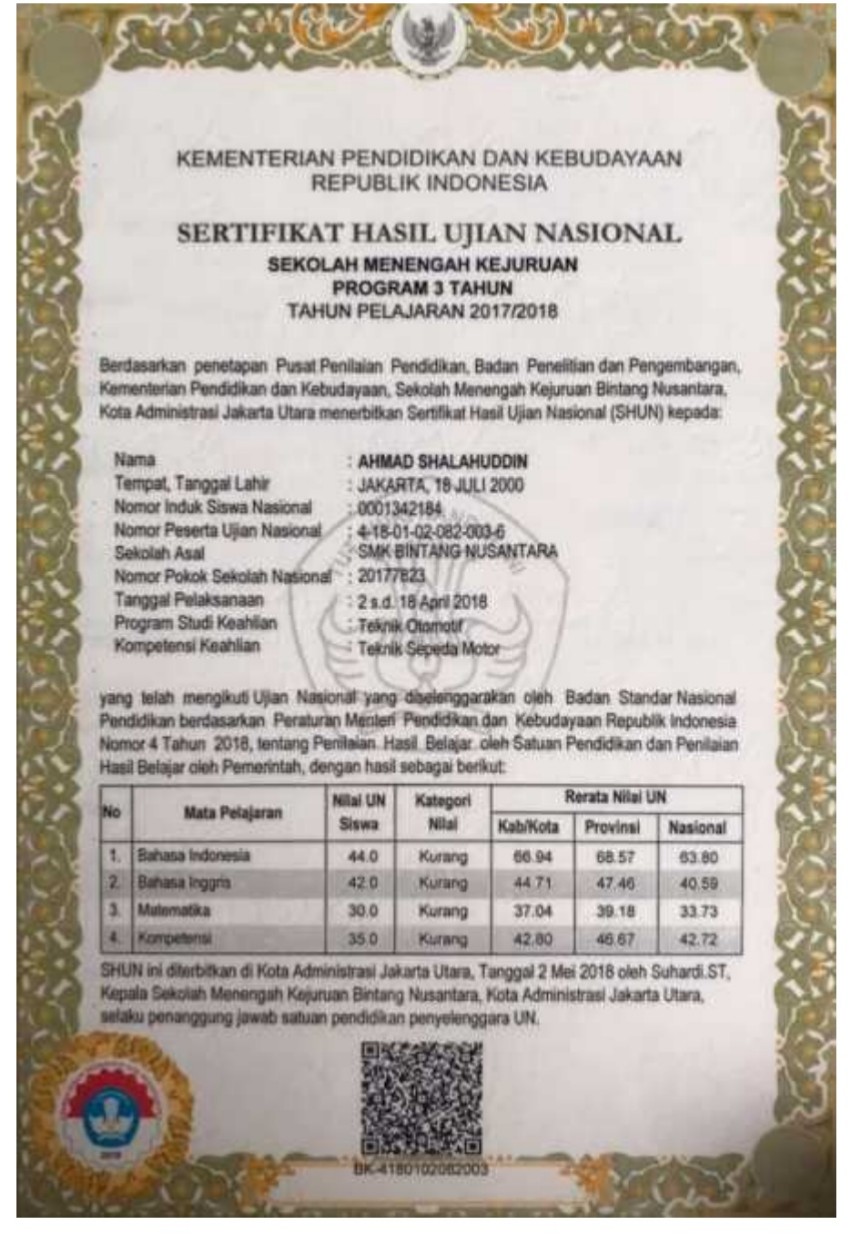 KEMENTERIAN PENDIDIKAN DAN KEBUDAYAAN
REPUBLIK INDONESIA
SERTIFIKAT HASIL UJIAN NASIONAL
SEKOLAH MENENGAH KEJURUAN
PROGRAM 3 TAHUN
TAHUN PELAJARAN 2017/2018
Berdasarkan penetapan Pusat Penilaian Pendidikan, Badan Penelitian dan Pengembangan,
Kementerian Pendidikan dan Kebudayaan, Sekolah Menengah Kejuruan Bintang Nusantara,
Kota Administrasi Jakarta Utara menerbitkan Sertifikat Hasil Ujian Nasional (SHUN) kepada:
Nama : AHMAD SHALAHUDDIN
Tempat, Tanggal Lahir : JAKARTA, 18 JULI 2000
Nomor Induk Siswa Nasional : 0001342184
Nomor Peserta Ujian Nasional : 4-18-01-02-082-003-6
Sekolah Asal : SMK BINTANG NUSANTARA
Nomor Pokok Sekolah Nasional : 20177823
Tanggal Pelaksanaan : 2 s.d. 18 April 2018
Program Studi Keahlian : Teknik Otomotif
Kompetensi Keahlian : Teknik Sepeda Motor
yang telah mengikuti Ujian Nasional yang diselenggarakan oleh Badan Standar Nasional
Pendidikan berdasarkan Peraturan Menteri Pendidikan dan Kebudayaan Republik Indonesia
Nomor 4 Tahun 2018, tentang Penilaian Hasil Belajar oleh Satuan Pendidikan dan Penilaian
Hasil Belajar oleh Pemerintah, dengan hasil sebagai berikut:
No Mata Pelajaran Nilai UN Siswa Kategori Nilai Rerata Nilai UN
Kab/Kota Provinsi Nasional
1. Bahasa Indonesia 44.0 Kurang 66.94 68.57 63.80
2. Bahasa Inggris 42.0 Kurang 44.71 47.46 40.59
3. Matematika 30.0 Kurang 37.04 39.18 33.73
4. Kompetensi 35.0 Kurang 42.80 46.67 42.72
SHUN ini diterbitkan di Kota Administrasi Jakarta Utara, Tanggal 2 Mei 2018 oleh Suhardi.ST,
Kepala Sekolah Menengah Kejuruan Bintang Nusantara, Kota Administrasi Jakarta Utara,
selaku penanggung jawab satuan pendidikan penyelenggara UN.
2018
BK-4180102082003